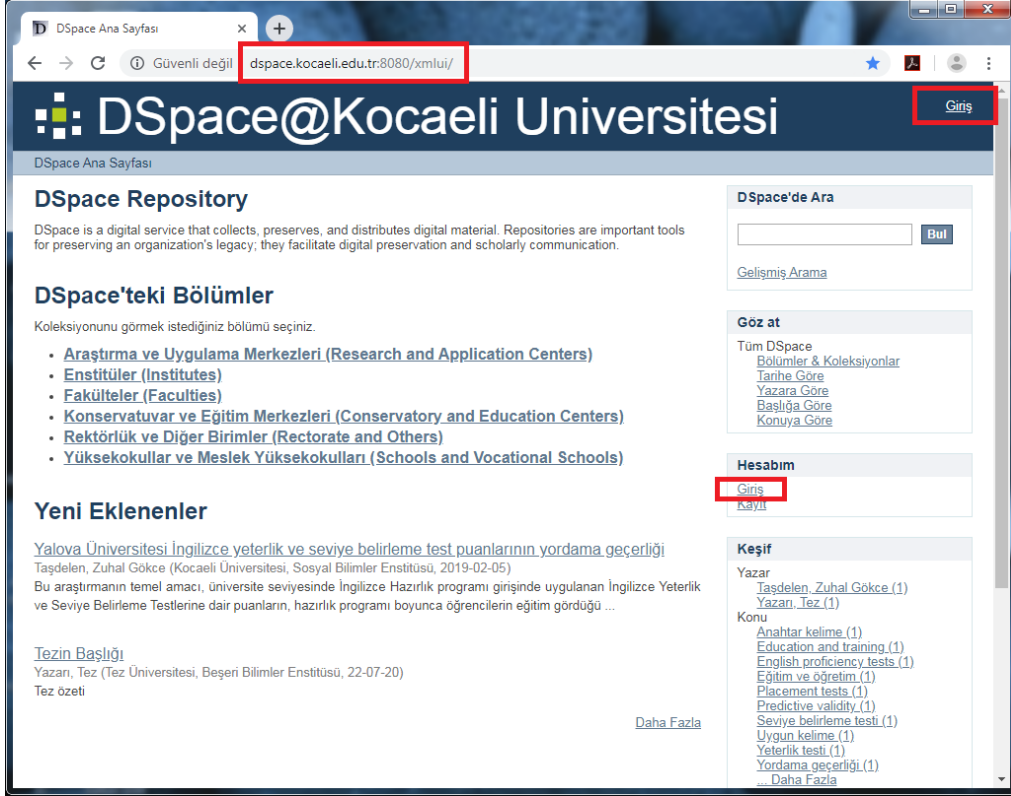 DSpace Ana Sayfası
Güvenli değil
dspace.kocaeli.edu.tr:8080/xmlui/
DSpace@Kocaeli Universitesi
Giriş
DSpace Ana Sayfası
DSpace Repository
DSpace is a digital service that collects, preserves, and distributes digital material. Repositories are important tools
for preserving an organization's legacy; they facilitate digital preservation and scholarly communication.
DSpace'teki Bölümler
Koleksiyonunu görmek istediğiniz bölümü seçiniz.
Araştırma ve Uygulama Merkezleri (Research and Application Centers)
Enstitüler (Institutes)
Fakülteler (Faculties)
Konservatuvar ve Eğitim Merkezleri (Conservatory and Education Centers)
Rektörlük ve Diğer Birimler (Rectorate and Others)
Yüksekokullar ve Meslek Yüksekokulları (Schools and Vocational Schools)
Yeni Eklenenler
Yalova Üniversitesi İngilizce yeterlik ve seviye belirleme test puanlarının yordama geçerliği
Taşdelen, Zuhal Gökce (Kocaeli Üniversitesi, Sosyal Bilimler Enstitüsü, 2019-02-05)
Bu araştırmanın temel amacı, üniversite seviyesinde İngilizce Hazırlık programı girişinde uygulanan İngilizce Yeterlik
ve Seviye Belirleme Testlerine dair puanların, hazırlık programı boyunca öğrencilerin eğitim gördüğü ...
Tezin Başlığı
Yazarı, Tez (Tez Üniversitesi, Beşeri Bilimler Enstitüsü, 22-07-20)
Tez özeti
Daha Fazla
DSpace'de Ara
Bul
Gelişmiş Arama
Göz at
Tüm DSpace
Bölümler & Koleksiyonlar
Tarihe Göre
Yazara Göre
Başlığa Göre
Konuya Göre
Hesabım
Giriş
Kayıt
Keşif
Yazar
Taşdelen, Zuhal Gökce (1)
Yazarı, Tez (1)
Konu
Anahtar kelime (1)
Education and training (1)
English proficiency tests (1)
Eğitim ve öğretim (1)
Placement tests (1)
Predictive validity (1)
Seviye belirleme testi (1)
Uygun kelime (1)
Yeterlik testi (1)
Yordama geçerliği (1)
... Daha Fazla